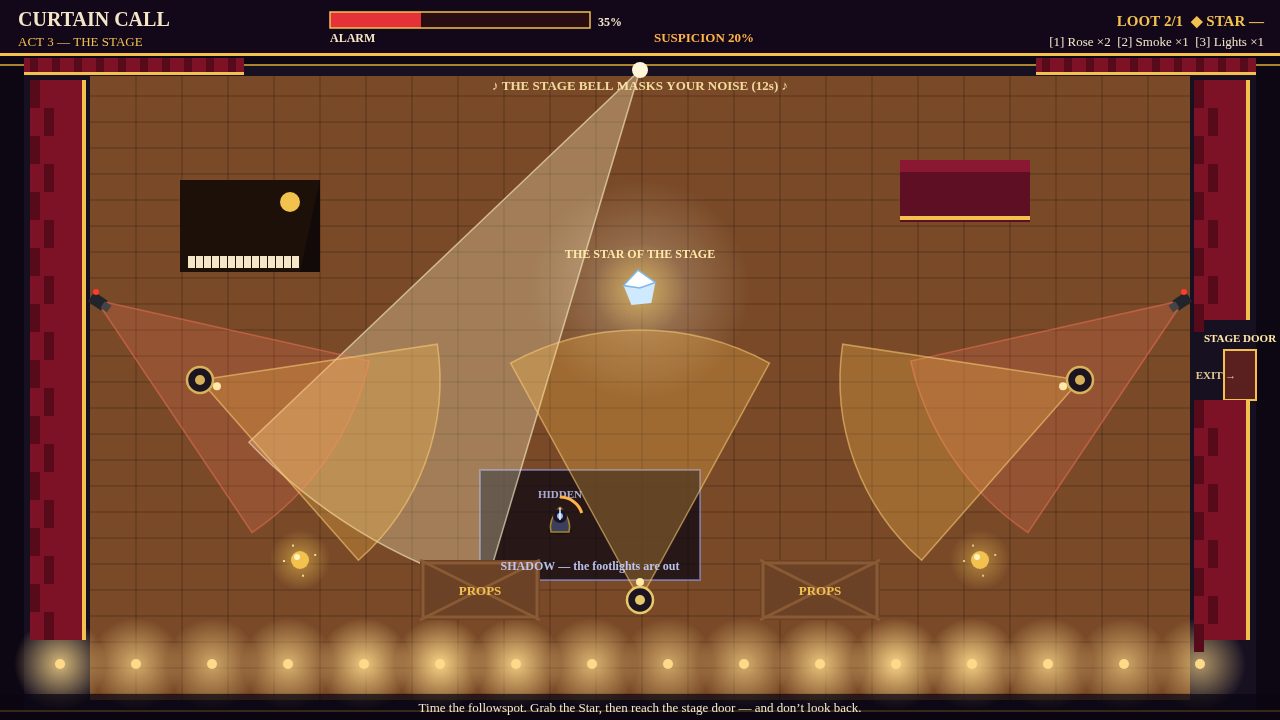 CURTAIN CALL
ACT 3 — THE STAGE
35%
ALARM
SUSPICION 20%
LOOT 2/1 ◆ STAR —
[1] Rose ×2 [2] Smoke ×1 [3] Lights ×1
♪ THE STAGE BELL MASKS YOUR NOISE (12s) ♪
THE STAR OF THE STAGE
STAGE DOOR
EXIT →
HIDDEN
SHADOW — the footlights are out
PROPS
PROPS
Time the followspot. Grab the Star, then reach the stage door — and don’t look back.